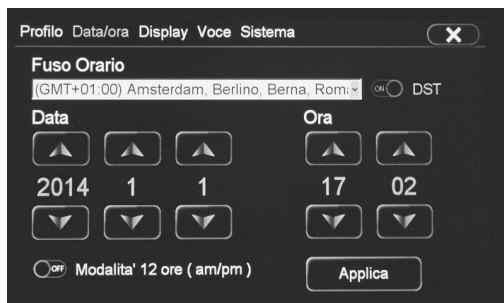 Profilo Data/ora Display Voce Sistema
Fuso Orario
(GMT+01:00) Amsterdam, Berlino, Berna, Rom
ON DST
Data Ora
2014 1 1 17 02
OFF Modalita' 12 ore ( am/pm )
Applica